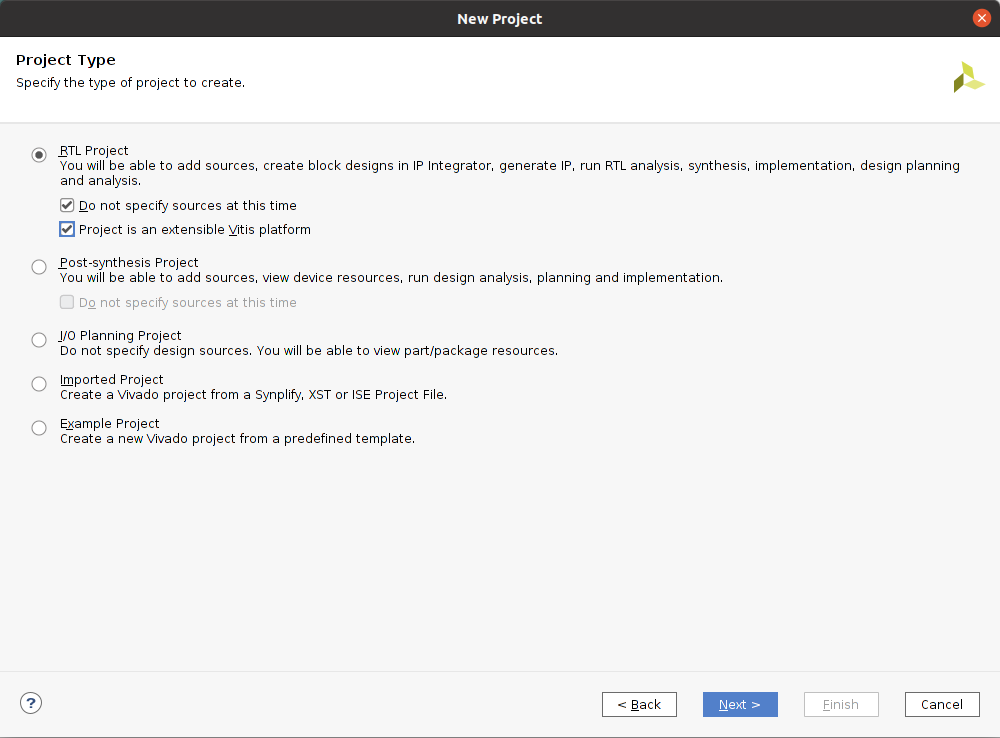 New Project
Project Type
Specify the type of project to create.
RTL Project
You will be able to add sources, create block designs in IP Integrator, generate IP, run RTL analysis, synthesis, implementation, design planning
and analysis.
Do not specify sources at this time
Project is an extensible Vitis platform
Post-synthesis Project
You will be able to add sources, view device resources, run design analysis, planning and implementation.
Do not specify sources at this time
I/O Planning Project
Do not specify design sources. You will be able to view part/package resources.
Imported Project
Create a Vivado project from a Synplify, XST or ISE Project File.
Example Project
Create a new Vivado project from a predefined template.
? < Back Next > Finish Cancel